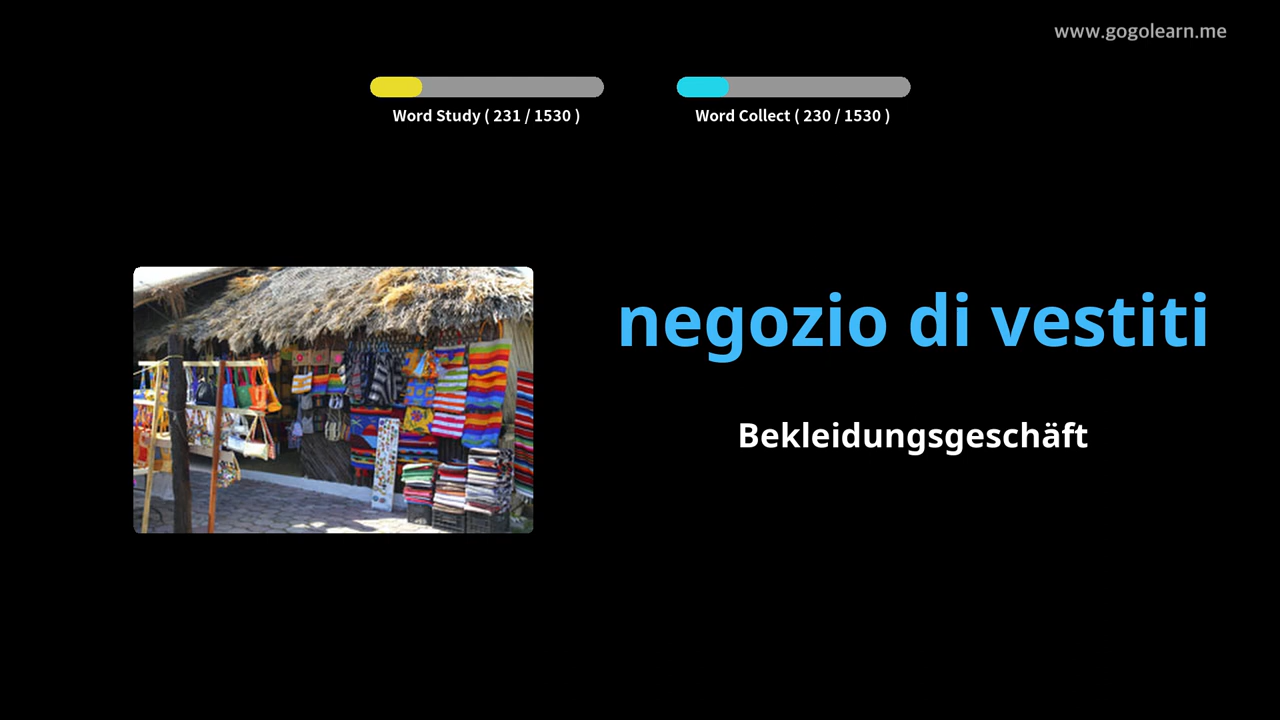 www.gogolearn.me
Word Study ( 231 / 1530 )
Word Collect ( 230 / 1530 )
negozio di vestiti
Bekleidungsgeschäft